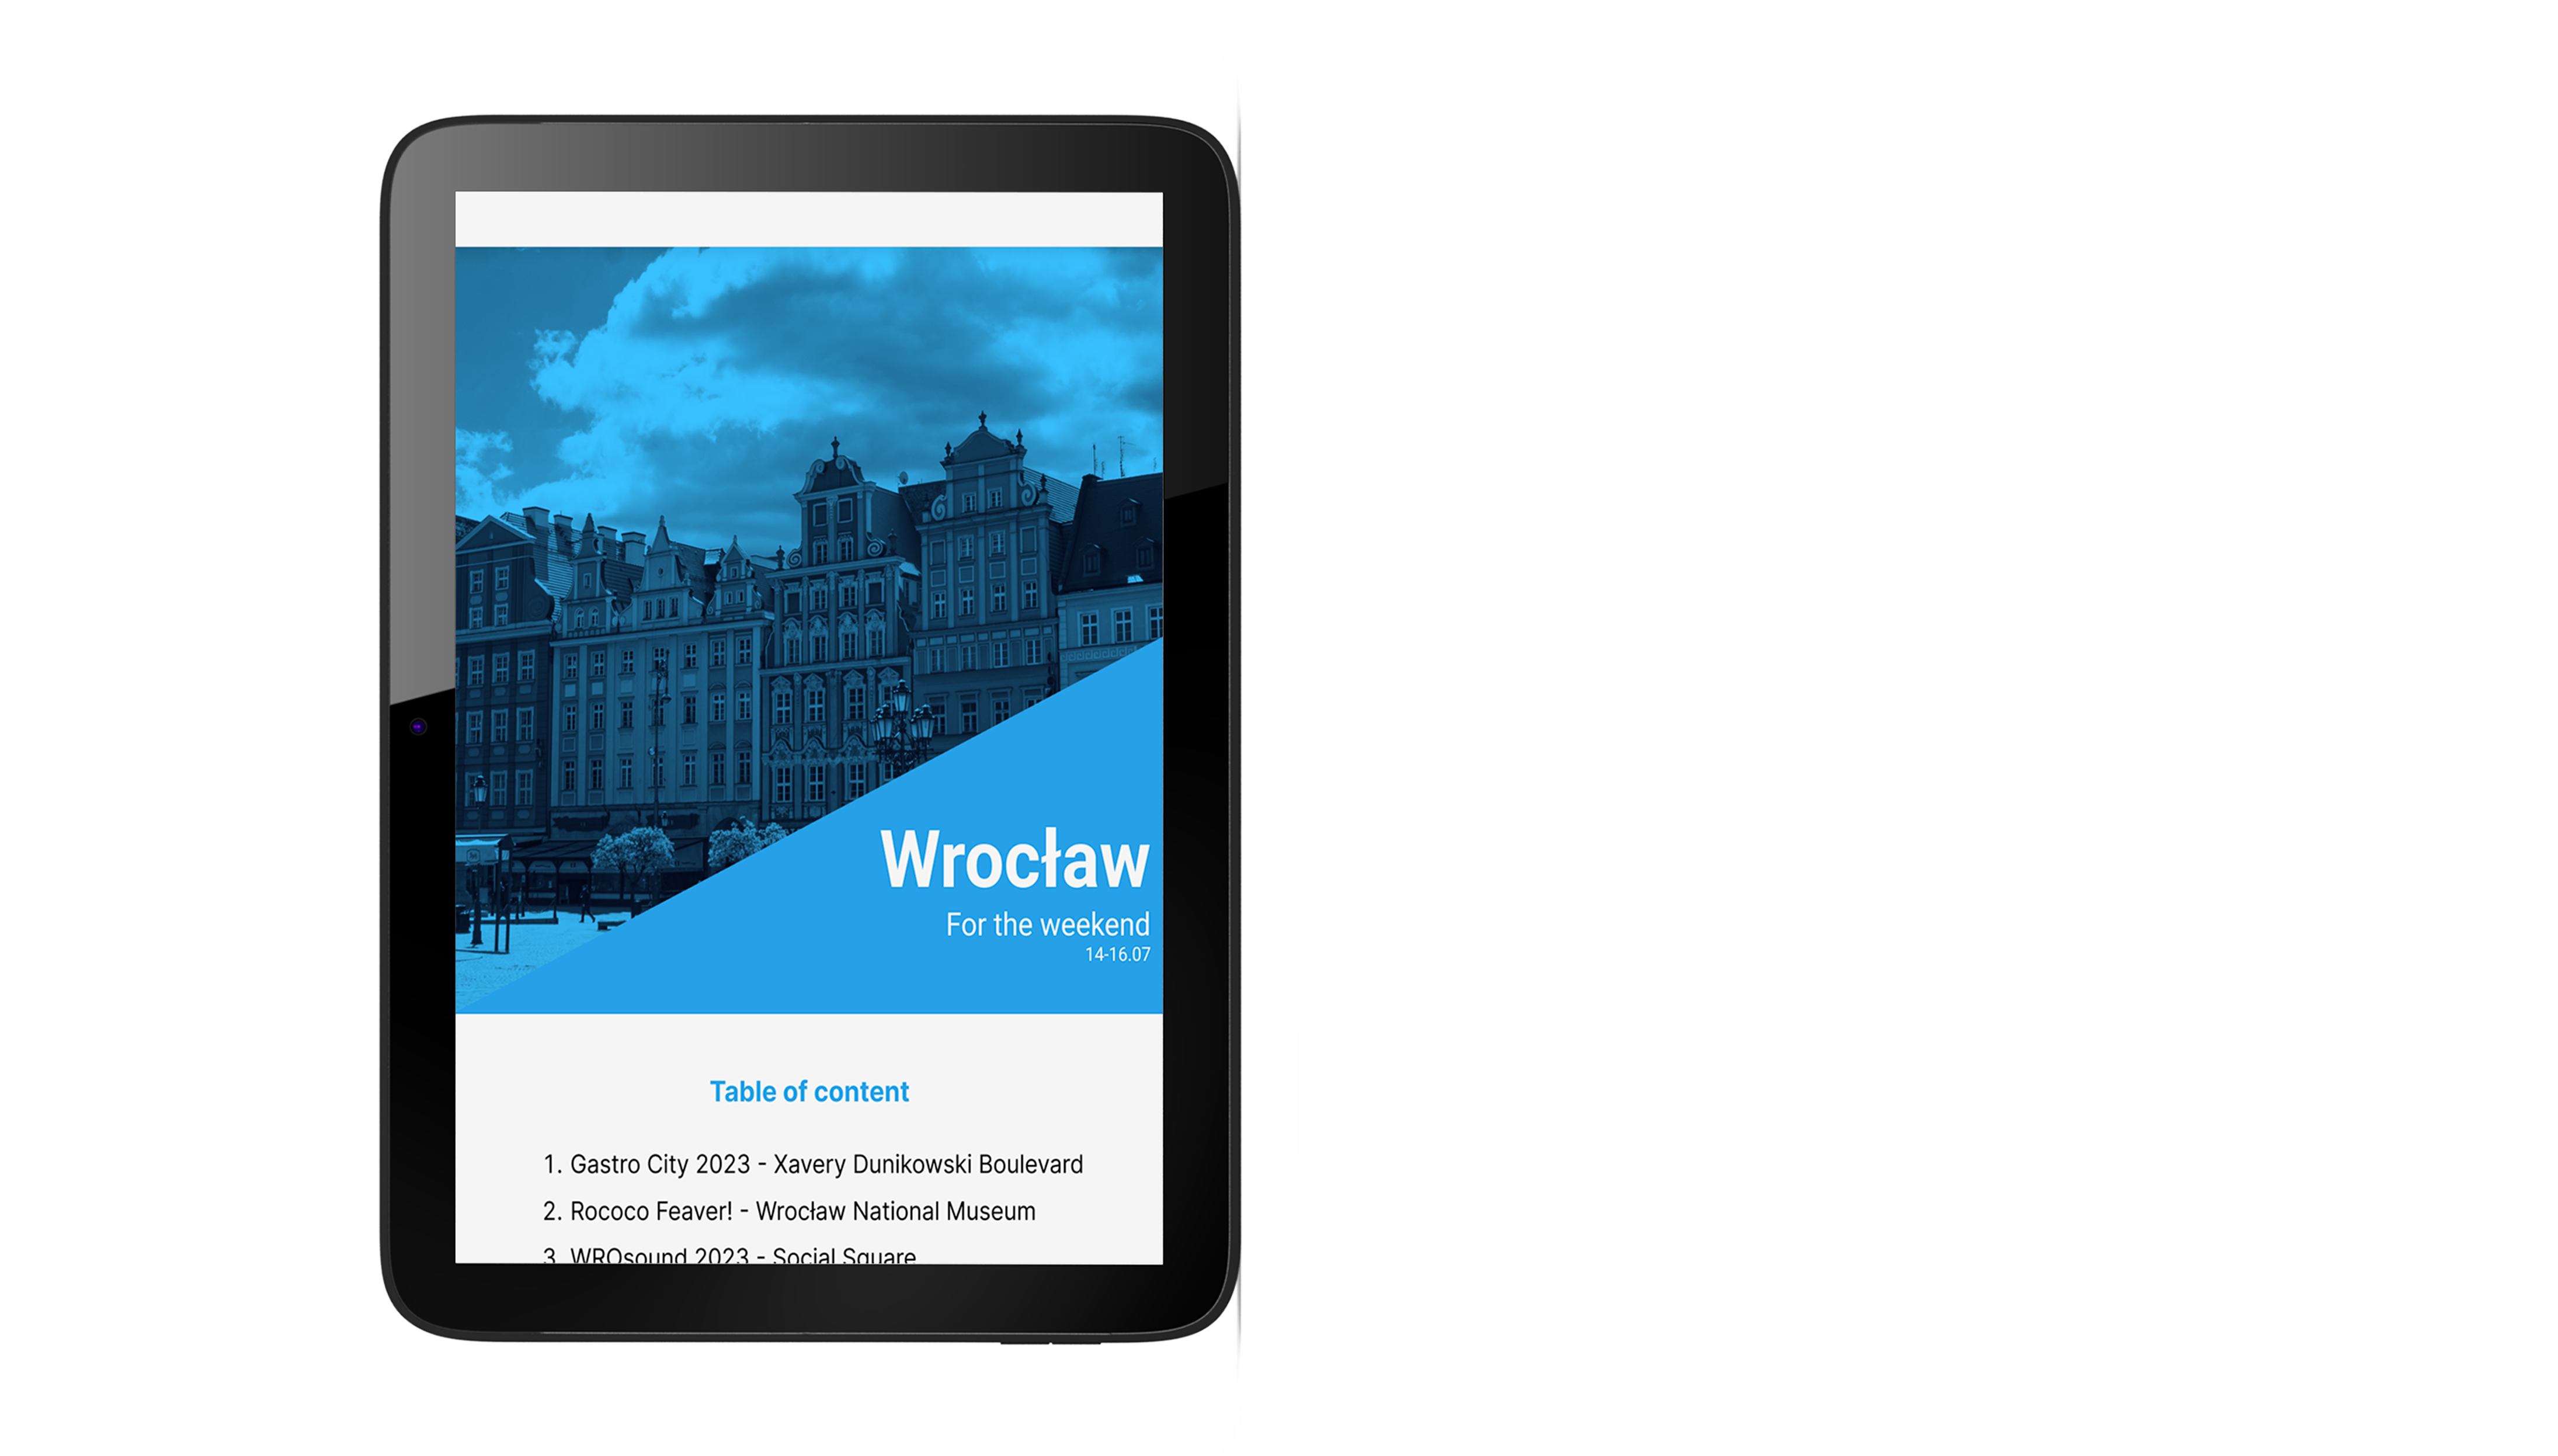 Wrocław
For the weekend
14-16.07
Table of content
1. Gastro City 2023 - Xavery Dunikowski Boulevard
2. Rococo Feaver! - Wrocław National Museum
3. WROsound 2023 - Social Square